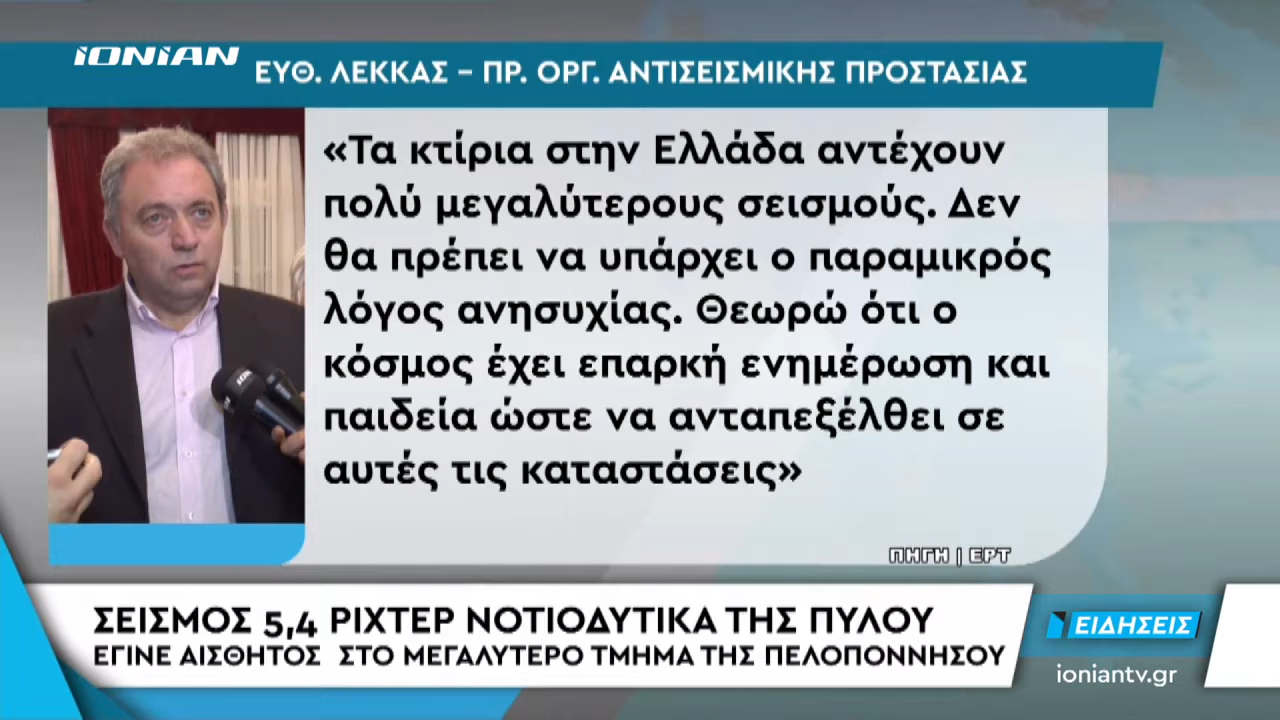 IONIAN
ΕΥΘ. ΛΕΚΚΑΣ – ΠΡ. ΟΡΓ. ΑΝΤΙΣΕΙΣΜΙΚΗΣ ΠΡΟΣΤΑΣΙΑΣ
«Τα κτίρια στην Ελλάδα αντέχουν
πολύ μεγαλύτερους σεισμούς. Δεν
θα πρέπει να υπάρχει ο παραμικρός
λόγος ανησυχίας. Θεωρώ ότι ο
κόσμος έχει επαρκή ενημέρωση και
παιδεία ώστε να ανταπεξέλθει σε
αυτές τις καταστάσεις»
IONIAN
ΠΗΓΗ | ΕΡΤ
ΣΕΙΣΜΟΣ 5,4 ΡΙΧΤΕΡ ΝΟΤΙΟΔΥΤΙΚΑ ΤΗΣ ΠΥΛΟΥ
ΕΓΙΝΕ ΑΙΣΘΗΤΟΣ ΣΤΟ ΜΕΓΑΛΥΤΕΡΟ ΤΜΗΜΑ ΤΗΣ ΠΕΛΟΠΟΝΝΗΣΟΥ
ΕΙΔΗΣΕΙΣ
ioniantv.gr